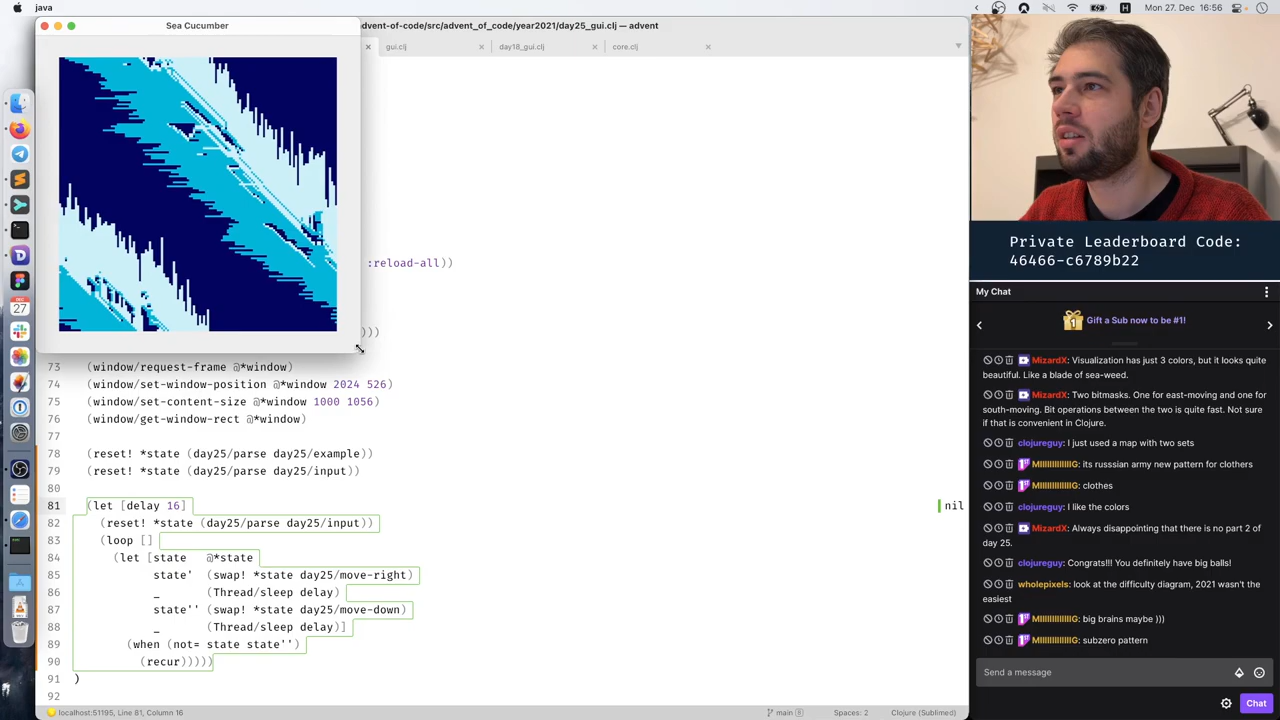 java
Mon 27. Dec 16:56
Sea Cucumber
advent-of-code/src/advent_of_code/year2021/day25_gui.clj — advent
gui.clj
day18_gui.clj
core.clj
:reload-all))
)))
73 (window/request-frame @*window)
74 (window/set-window-position @*window 2024 526)
75 (window/set-content-size @*window 1000 1056)
76 (window/get-window-rect @*window)
77
78 (reset! *state (day25/parse day25/example))
79 (reset! *state (day25/parse day25/input))
80
81 (let [delay 16] nil
82 (reset! *state (day25/parse day25/input))
83 (loop []
84 (let [state @*state
85 state' (swap! *state day25/move-right)
86 _ (Thread/sleep delay)
87 state'' (swap! *state day25/move-down)
88 _ (Thread/sleep delay)]
89 (when (not= state state'')
90 (recur)))))
91 )
92
localhost:51195, Line 81, Column 16
main
Spaces: 2
Clojure (Sublimed)
Private Leaderboard Code:
46466-c6789b22
My Chat
Gift a Sub now to be #1!
MizardX: Visualization has just 3 colors, but it looks quite
beautiful. Like a blade of sea-weed.
MizardX: Two bitmasks. One for east-moving and one for
south-moving. Bit operations between the two is quite fast. Not sure
if that is convenient in Clojure.
clojureguy: I just used a map with two sets
its russsian army new pattern for clothers
clothes
clojureguy: I like the colors
MizardX: Always disappointing that there is no part 2 of
day 25.
clojureguy: Congrats!!! You definitely have big balls!
wholepixels: look at the difficulty diagram, 2021 wasn't the
easiest
big brains maybe )))
subzero pattern
Send a message
Chat